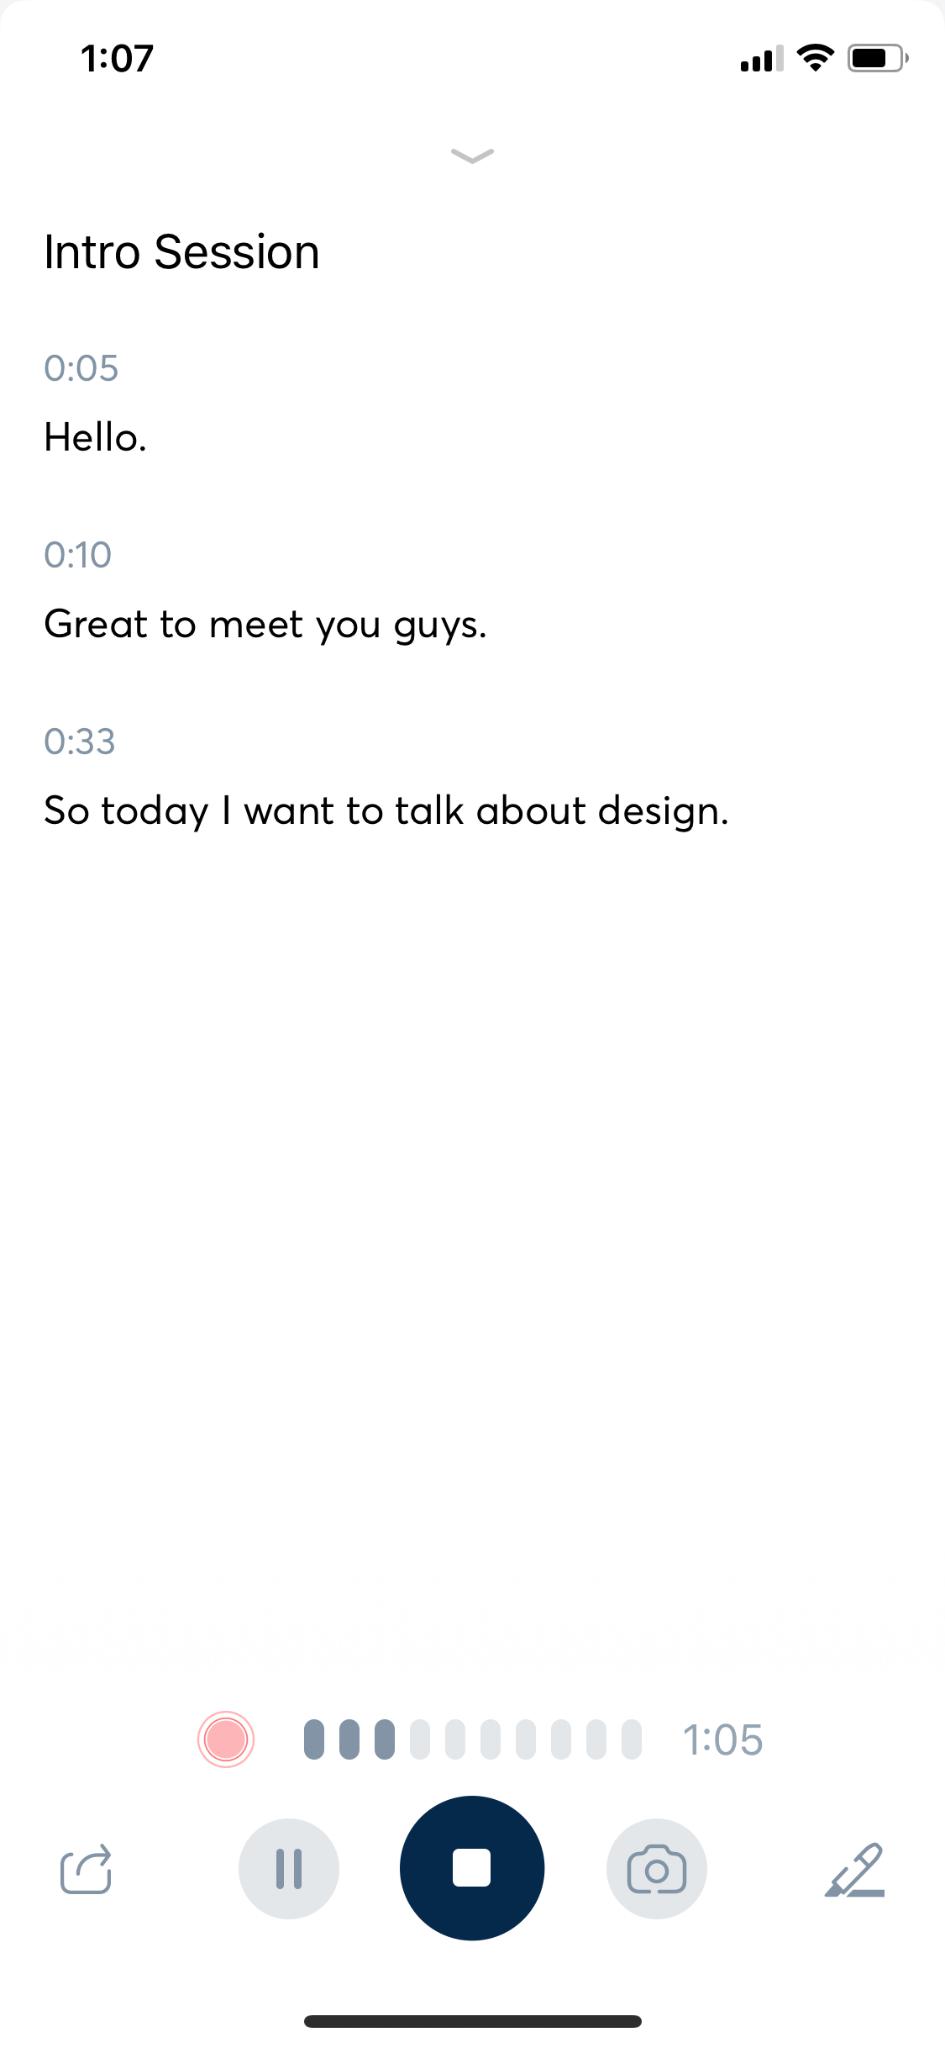 1:07
Intro Session
0:05
Hello.
0:10
Great to meet you guys.
0:33
So today I want to talk about design.
1:05